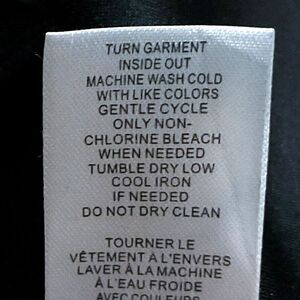 TURN GARMENT
INSIDE OUT
MACHINE WASH COLD
WITH LIKE COLORS
GENTLE CYCLE
ONLY NON-
CHLORINE BLEACH
WHEN NEEDED
TUMBLE DRY LOW
COOL IRON
IF NEEDED
DO NOT DRY CLEAN
TOURNER LE
VÊTEMENT A L'ENVERS
LAVER À LA MACHINE
À L'EAU FROIDE
AVEC COULEURS